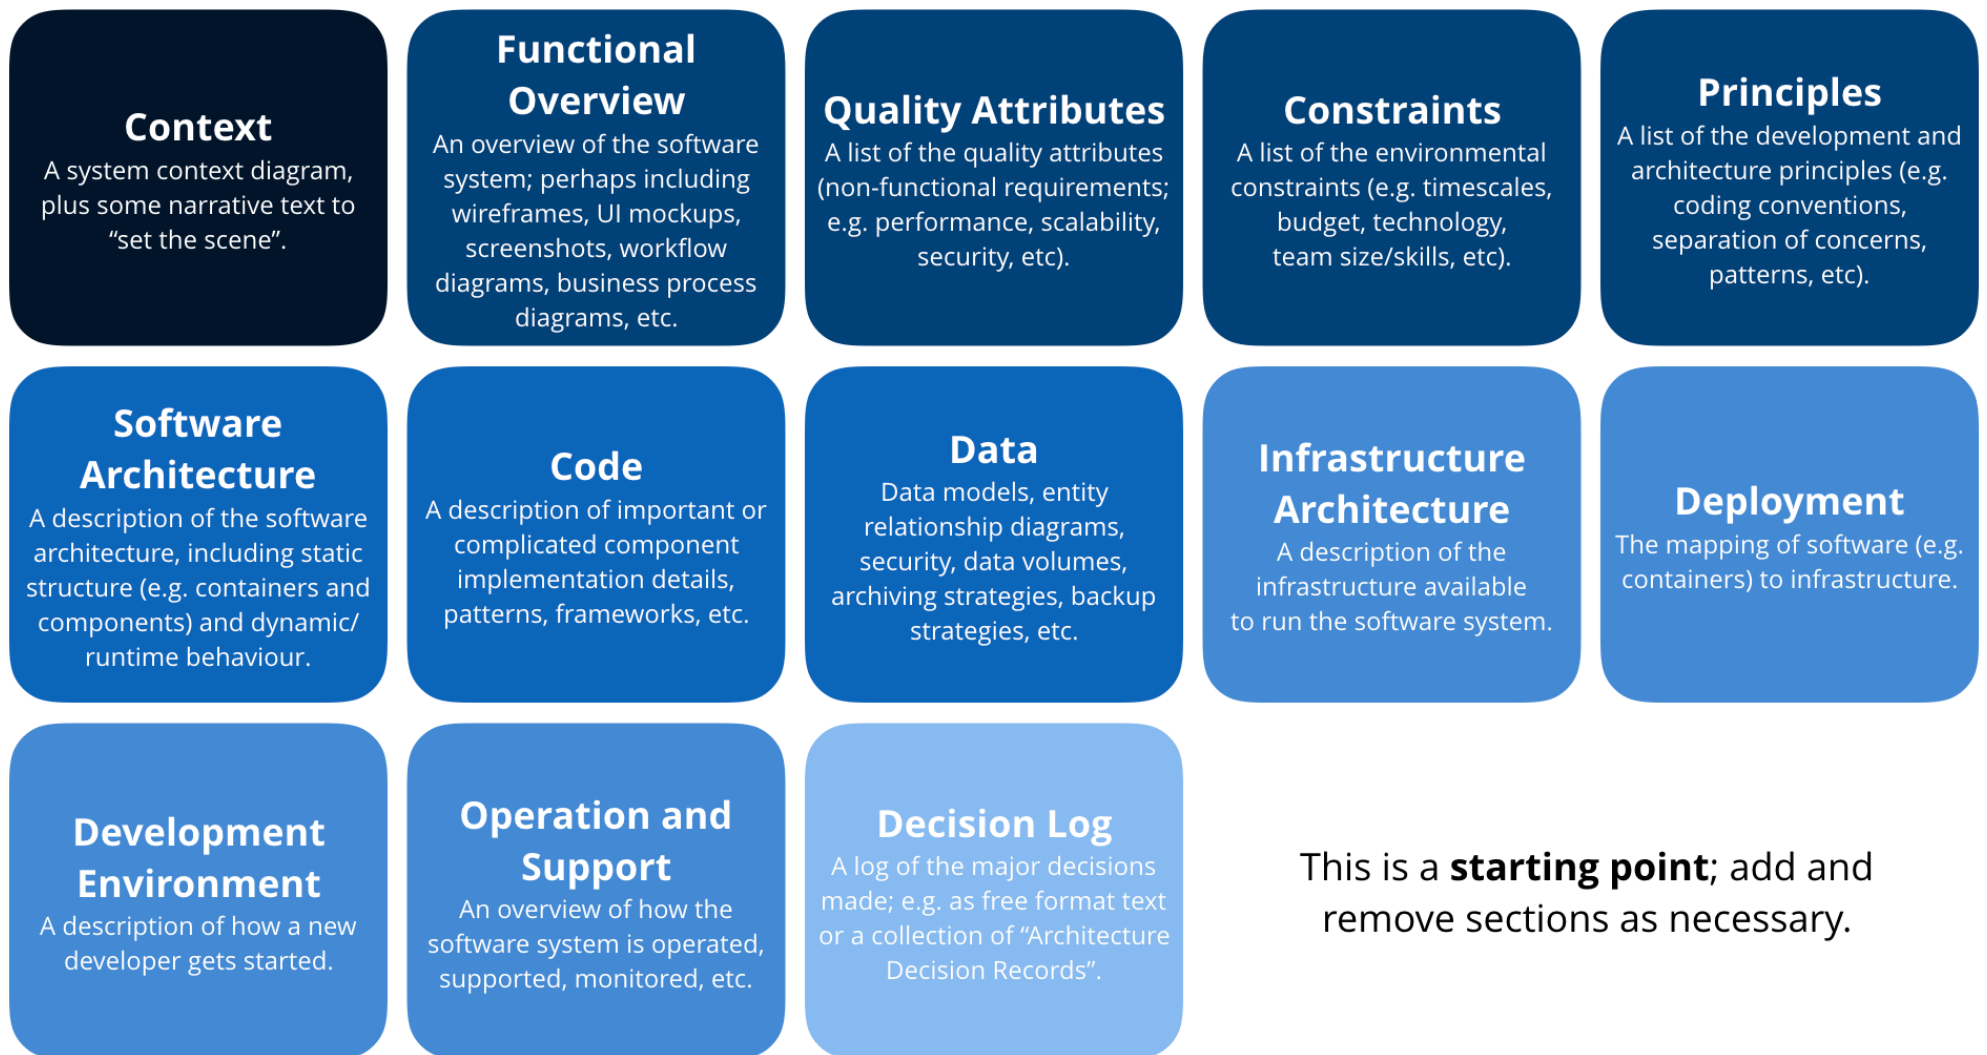 Context
A system context diagram,
plus some narrative text to
“set the scene”.
Functional
Overview
An overview of the software
system; perhaps including
wireframes, UI mockups,
screenshots, workflow
diagrams, business process
diagrams, etc.
Quality Attributes
A list of the quality attributes
(non-functional requirements;
e.g. performance, scalability,
security, etc).
Constraints
A list of the environmental
constraints (e.g. timescales,
budget, technology,
team size/skills, etc).
Principles
A list of the development and
architecture principles (e.g.
coding conventions,
separation of concerns,
patterns, etc).
Software
Architecture
A description of the software
architecture, including static
structure (e.g. containers and
components) and dynamic/
runtime behaviour.
Code
A description of important or
complicated component
implementation details,
patterns, frameworks, etc.
Data
Data models, entity
relationship diagrams,
security, data volumes,
archiving strategies, backup
strategies, etc.
Infrastructure
Architecture
A description of the
infrastructure available
to run the software system.
Deployment
The mapping of software (e.g.
containers) to infrastructure.
Development
Environment
A description of how a new
developer gets started.
Operation and
Support
An overview of how the
software system is operated,
supported, monitored, etc.
Decision Log
A log of the major decisions
made; e.g. as free format text
or a collection of “Architecture
Decision Records”.
This is a starting point; add and
remove sections as necessary.